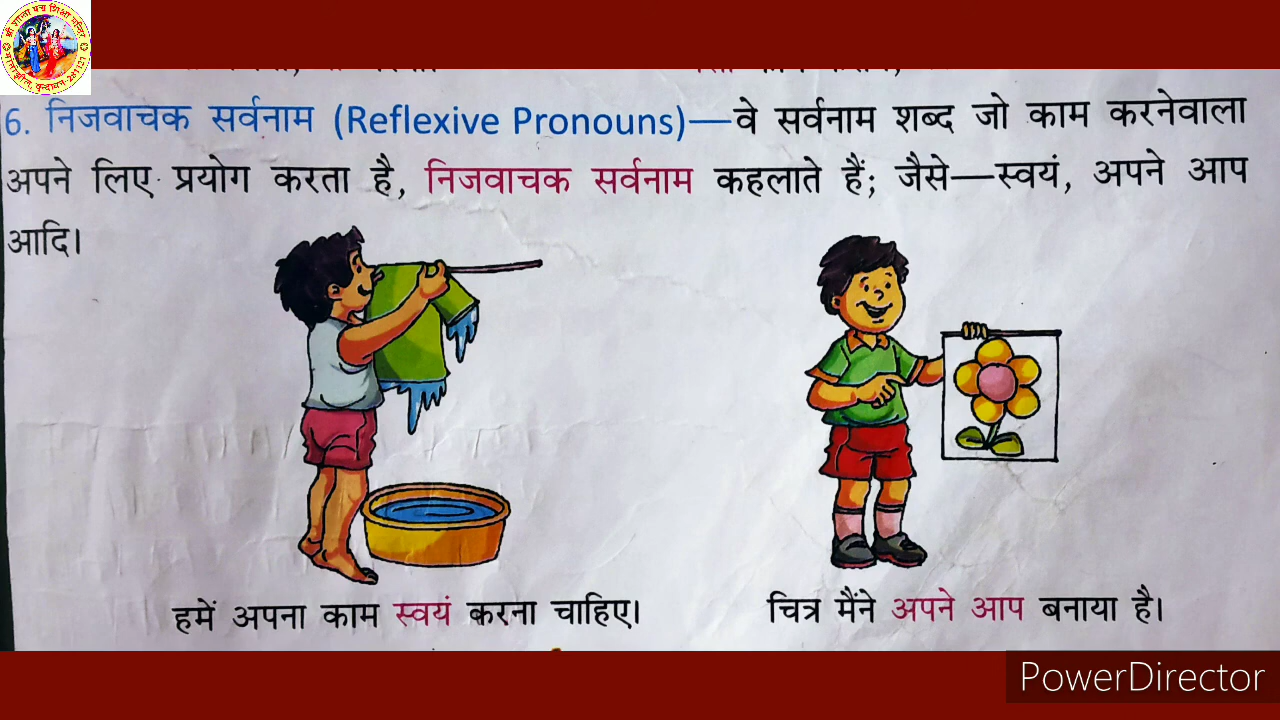 6. निजवाचक सर्वनाम (Reflexive Pronouns)—वे सर्वनाम शब्द जो काम करनेवाला
अपने लिए प्रयोग करता है, निजवाचक सर्वनाम कहलाते हैं; जैसे—स्वयं, अपने आप
आदि।
हमें अपना काम स्वयं करना चाहिए।
चित्र मैंने अपने आप बनाया है।
PowerDirector